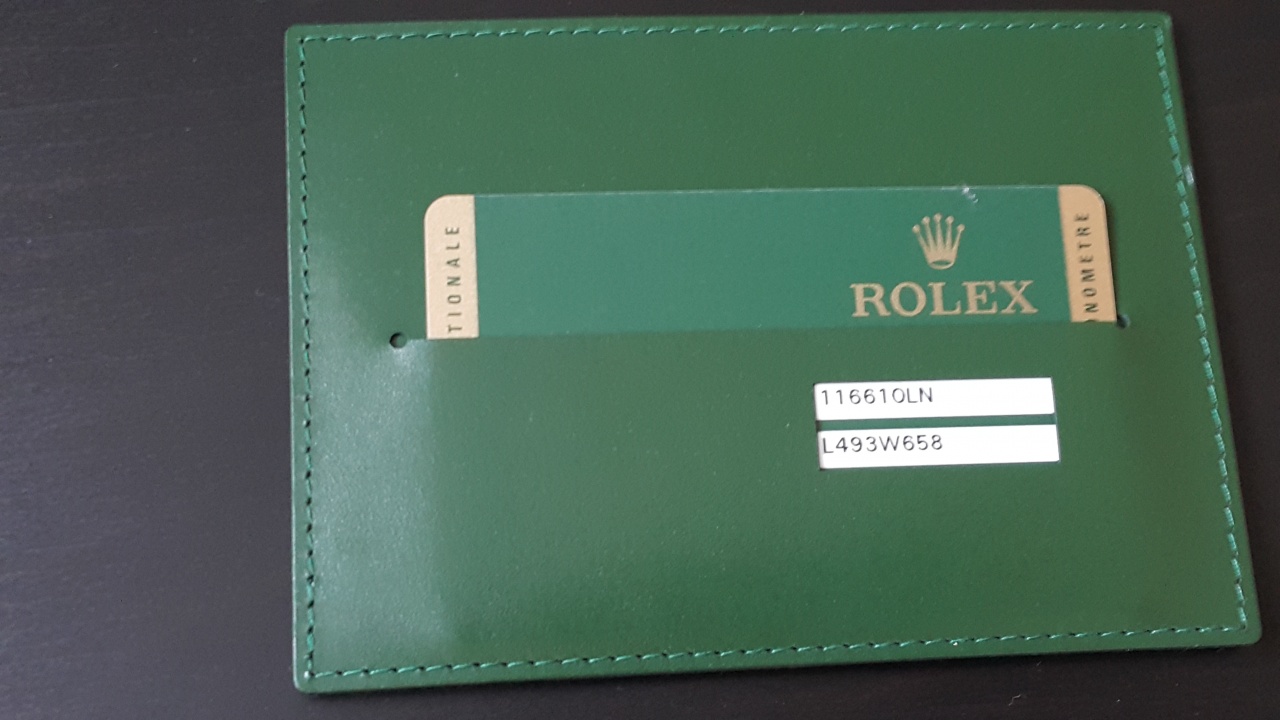 TIONALE
ROLEX
NOMETRE
116610LN
L493W658